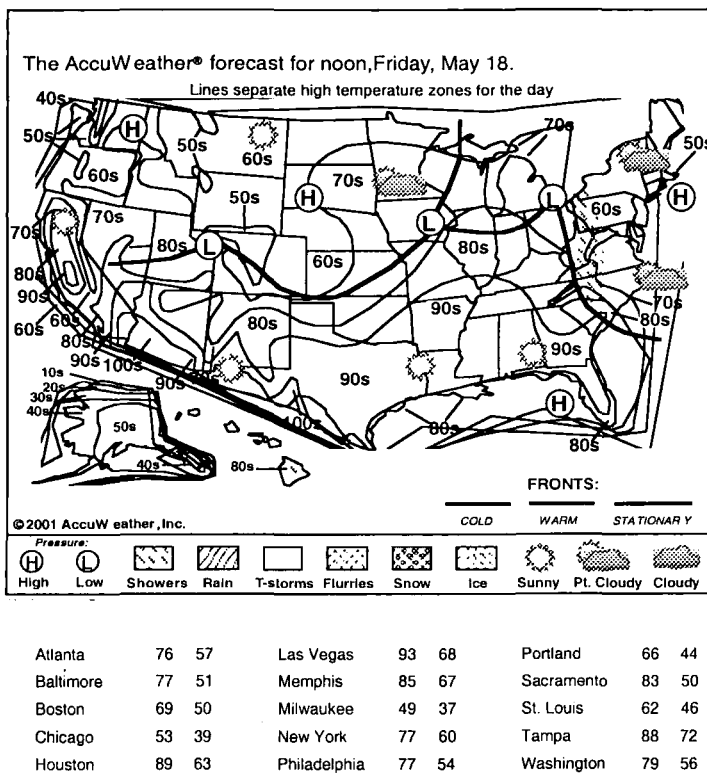 The AccuWeather® forecast for noon, Friday, May 18.
Lines separate high temperature zones for the day
40s
70s
50s
H
50s
60s
50s
60s
70s
50s
H
H
60s
70s
70s
80s
L
L
L
80s
60s
80s
90s
60s
60s
80s
90s
100s
90s
80s
90s
90s
90s
70s
80s
100s
80s
H
80s
10s
20s
30s
40s
50s
40s
80s
FRONTS:
©2001 AccuWeather, Inc.
COLD WARM STATIONARY
Pressure:
H L
High Low Showers Rain T-storms Flurries Snow Ice Sunny Pt. Cloudy Cloudy
Atlanta 76 57 Las Vegas 93 68 Portland 66 44
Baltimore 77 51 Memphis 85 67 Sacramento 83 50
Boston 69 50 Milwaukee 49 37 St. Louis 62 46
Chicago 53 39 New York 77 60 Tampa 88 72
Houston 89 63 Philadelphia 77 54 Washington 79 56